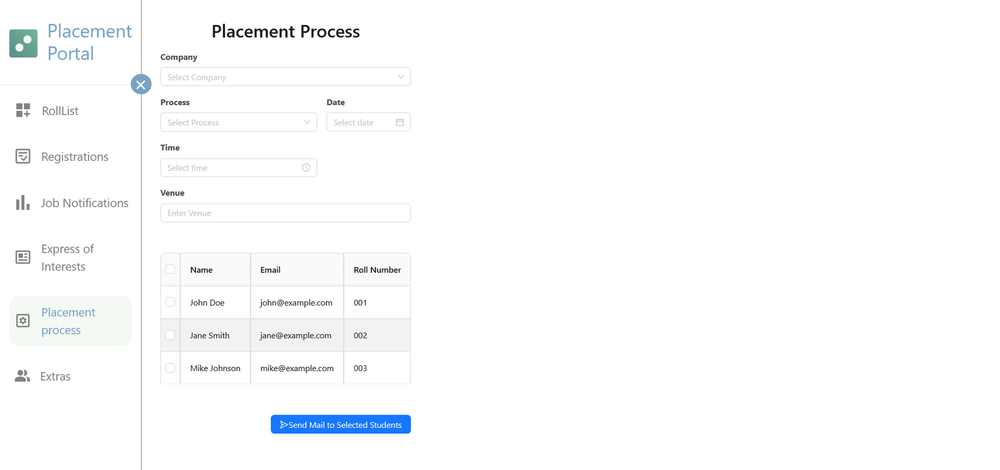 Placement
Portal
RollList
Registrations
Job Notifications
Express of
Interests
Placement
process
Extras
Placement Process
Company
Select Company
Process Date
Select Process Select date
Time
Select time
Venue
Enter Venue
Name Email Roll Number
John Doe john@example.com 001
Jane Smith jane@example.com 002
Mike Johnson mike@example.com 003
Send Mail to Selected Students